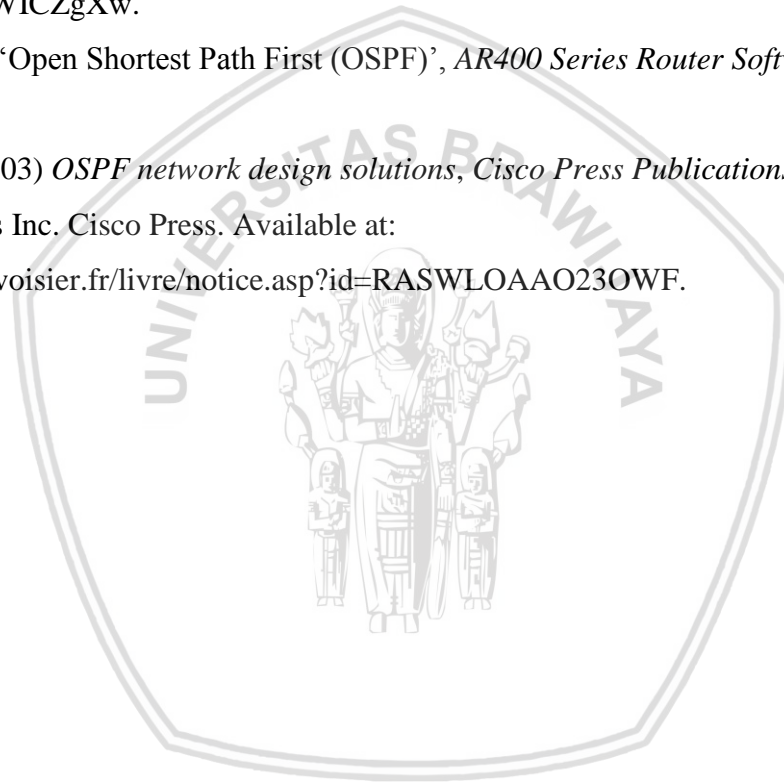 WICZgXw.
‘Open Shortest Path First (OSPF)’, AR400 Series Router Soft
03) OSPF network design solutions, Cisco Press Publications
s Inc. Cisco Press. Available at:
voisier.fr/livre/notice.asp?id=RASWLOAAO23OWF.
UNIVERSITAS BRAWIJAYA